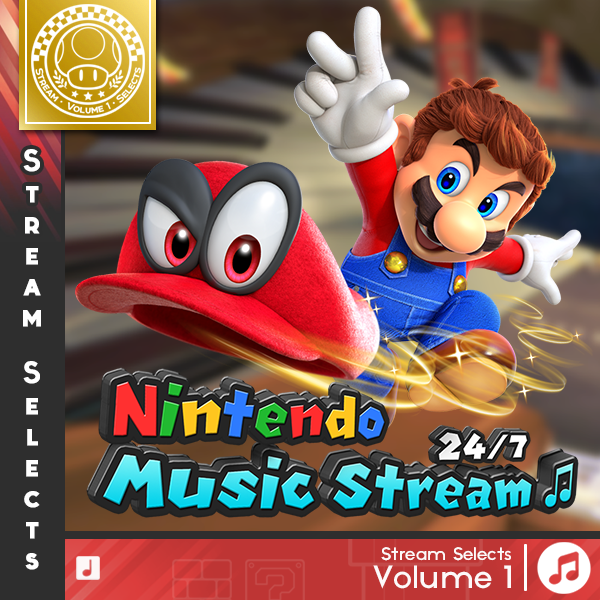 STREAM • VOLUME 1 • SELECTS
STREAM SELECTS
Nintendo
24/7
Music Stream
Stream Selects
Volume 1
?